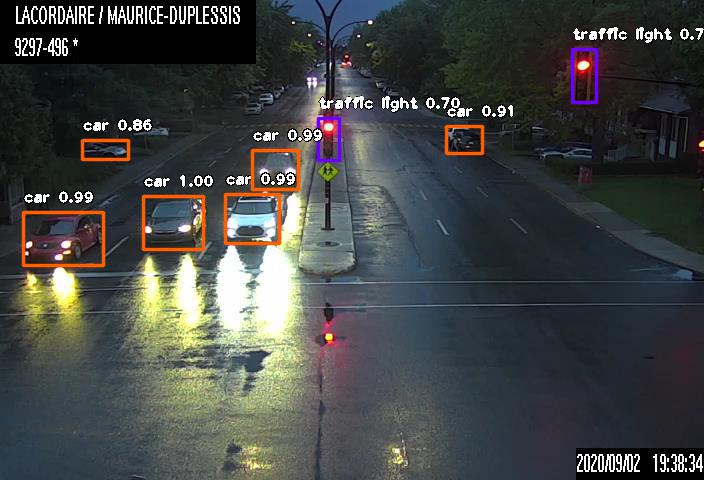 LACORDAIRE / MAURICE-DUPLESSIS
9297-496 *
traffic light 0.7
traffic light 0.70
car 0.91
car 0.86
car 0.99
car 0.99
car 1.00
car 0.99
2020/09/02 19:38:34